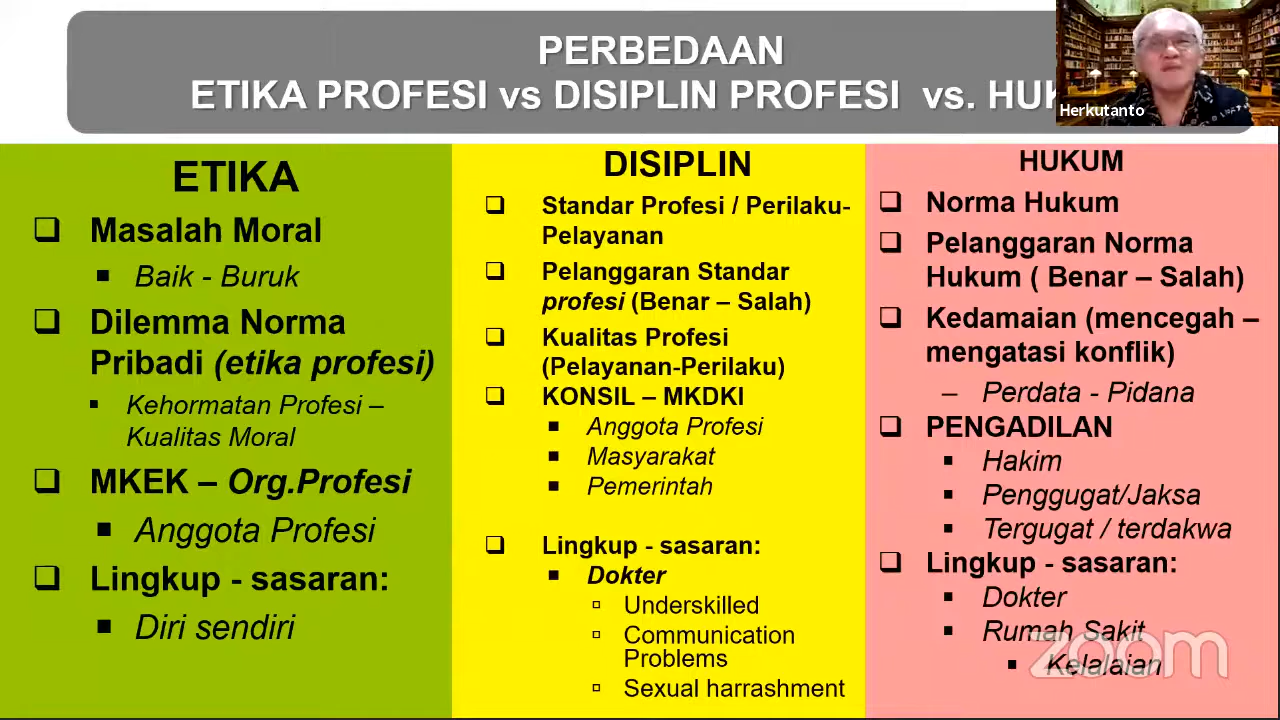 PERBEDAAN
ETIKA PROFESI vs DISIPLIN PROFESI vs.
Herkutanto
ETIKA
Masalah Moral
Baik - Buruk
Dilemma Norma
Pribadi (etika profesi)
Kehormatan Profesi –
Kualitas Moral
MKEK – Org.Profesi
Anggota Profesi
Lingkup - sasaran:
Diri sendiri
DISIPLIN
Standar Profesi / Perilaku-
Pelayanan
Pelanggaran Standar
profesi (Benar – Salah)
Kualitas Profesi
(Pelayanan-Perilaku)
KONSIL – MKDKI
Anggota Profesi
Masyarakat
Pemerintah
Lingkup - sasaran:
Dokter
Underskilled
Communication
Problems
Sexual harrashment
HUKUM
Norma Hukum
Pelanggaran Norma
Hukum ( Benar – Salah)
Kedamaian (mencegah –
mengatasi konflik)
– Perdata - Pidana
PENGADILAN
Hakim
Penggugat/Jaksa
Tergugat / terdakwa
Lingkup - sasaran:
Dokter
Rumah Sakit
Kelalaian
zoom